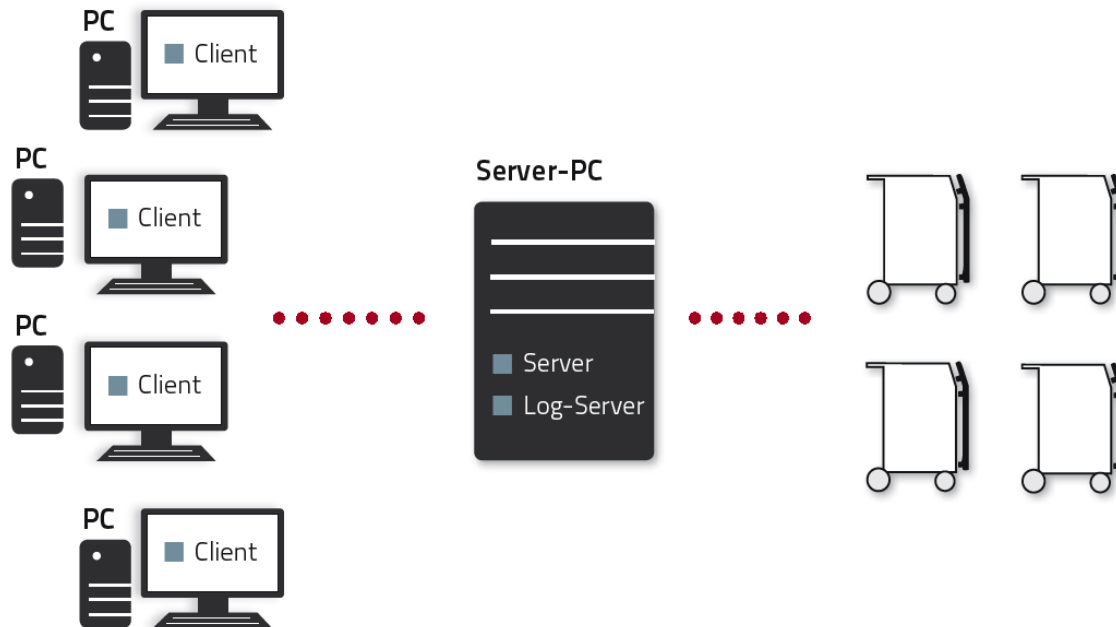 PC
Client
PC
Client
PC
Client
PC
Client
Server-PC
Server
Log-Server